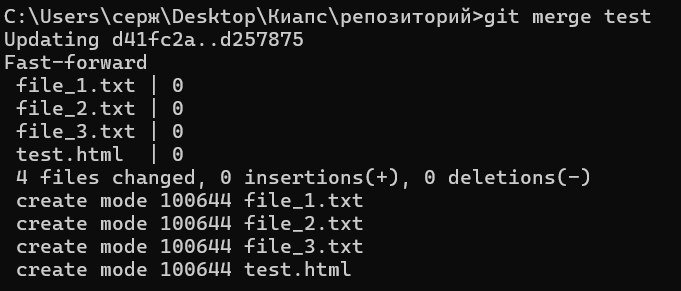 C:\Users\серж\Desktop\Киапс\репозиторий>git merge test
Updating d41fc2a..d257875
Fast-forward
 file_1.txt | 0
 file_2.txt | 0
 file_3.txt | 0
 test.html  | 0
 4 files changed, 0 insertions(+), 0 deletions(-)
 create mode 100644 file_1.txt
 create mode 100644 file_2.txt
 create mode 100644 file_3.txt
 create mode 100644 test.html